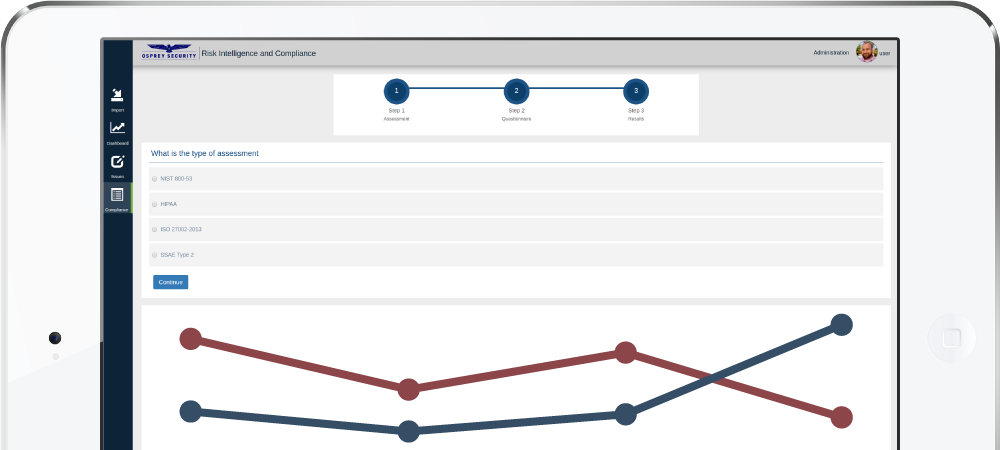 OSPREY SECURITY
Risk Intelligence and Compliance
Administration
user
Import
Dashboard
Issues
Compliance
1
2
3
Step 1
Step 2
Step 3
Assessment
Questionnaire
Results
What is the type of assessment
NIST 800-53
HIPAA
ISO 27002-2013
SSAE Type 2
Continue